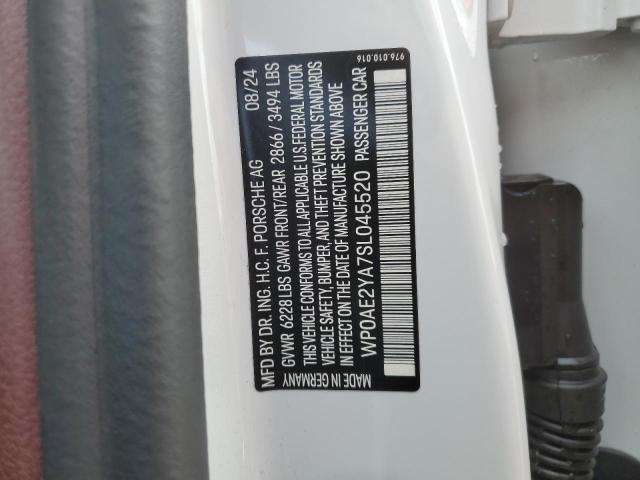 MFD BY DR. ING. H.C. F. PORSCHE AG 08/24
GVWR 6228 LBS GAWR FRONT/REAR 2866 / 3494 LBS
THIS VEHICLE CONFORMS TO ALL APPLICABLE U.S. FEDERAL MOTOR
VEHICLE SAFETY, BUMPER, AND THEFT PREVENTION STANDARDS
IN EFFECT ON THE DATE OF MANUFACTURE SHOWN ABOVE
WP0AE2YA7SL045520 PASSENGER CAR
MADE IN GERMANY 976.010.016